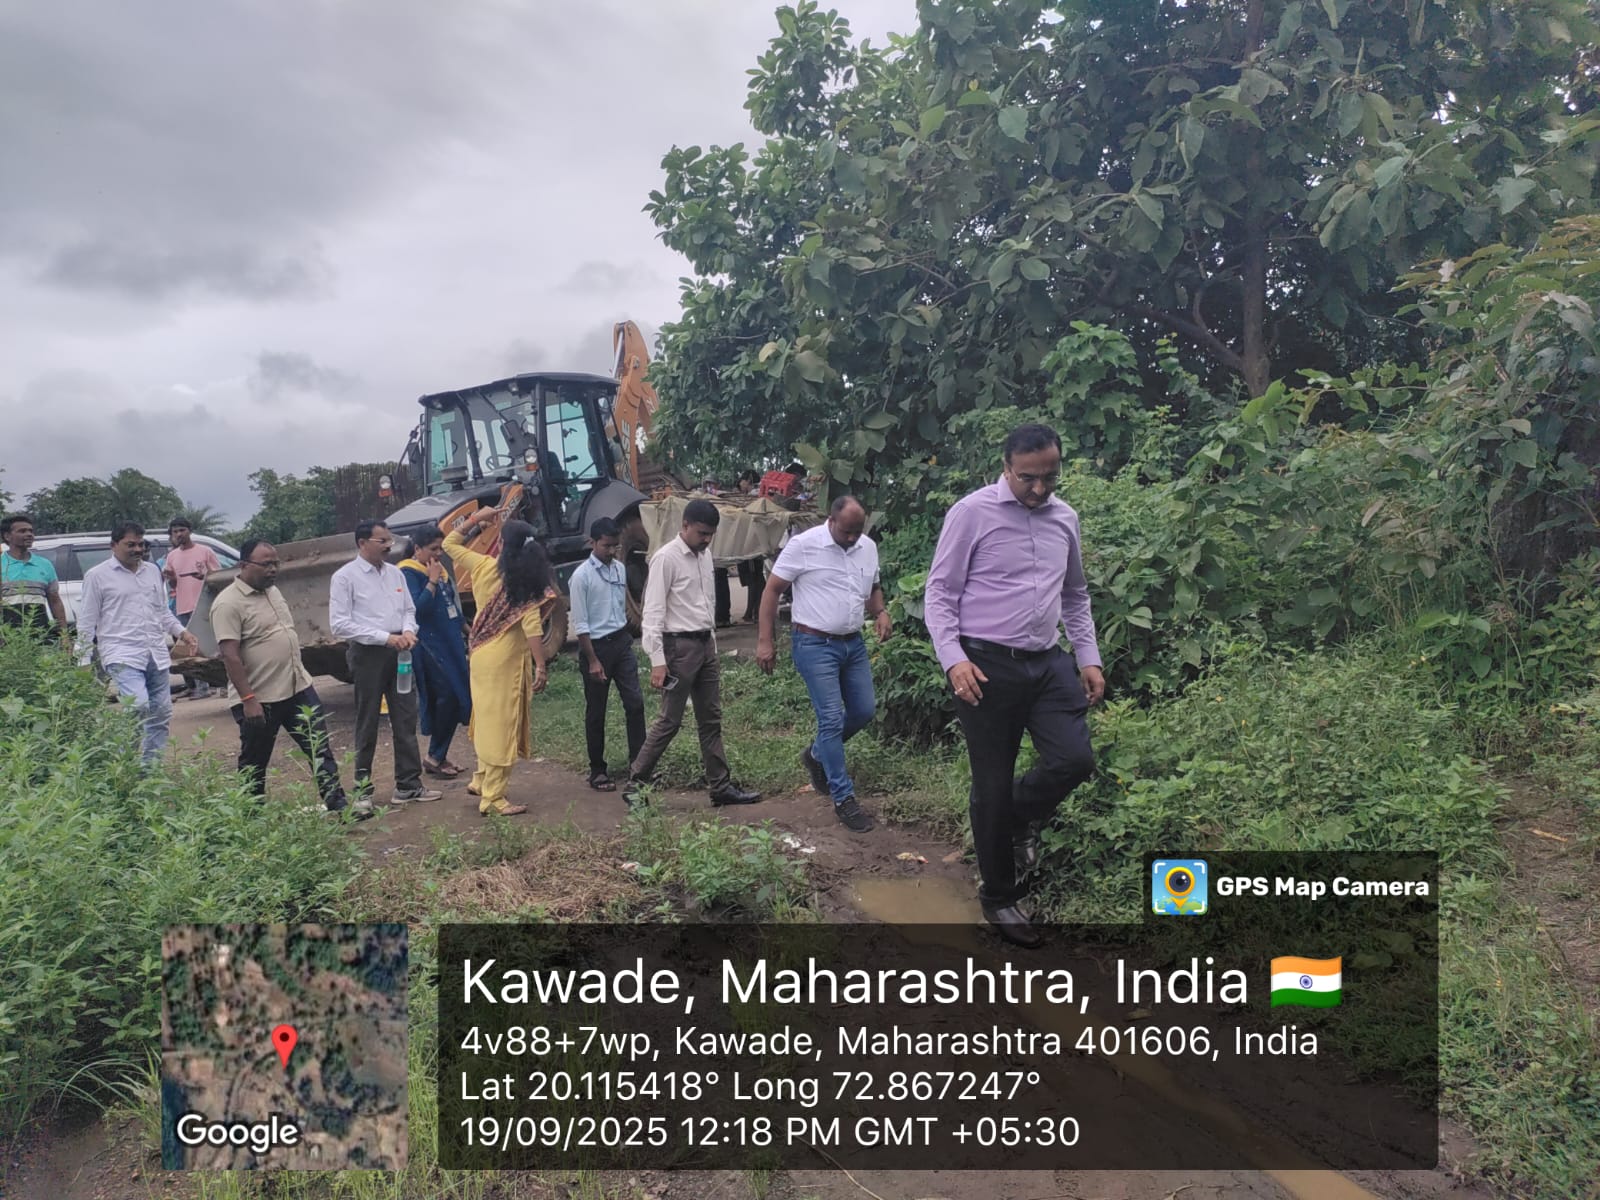 GPS Map Camera
Kawade, Maharashtra, India
4v88+7wp, Kawade, Maharashtra 401606, India
Lat 20.115418° Long 72.867247°
19/09/2025 12:18 PM GMT +05:30
Google